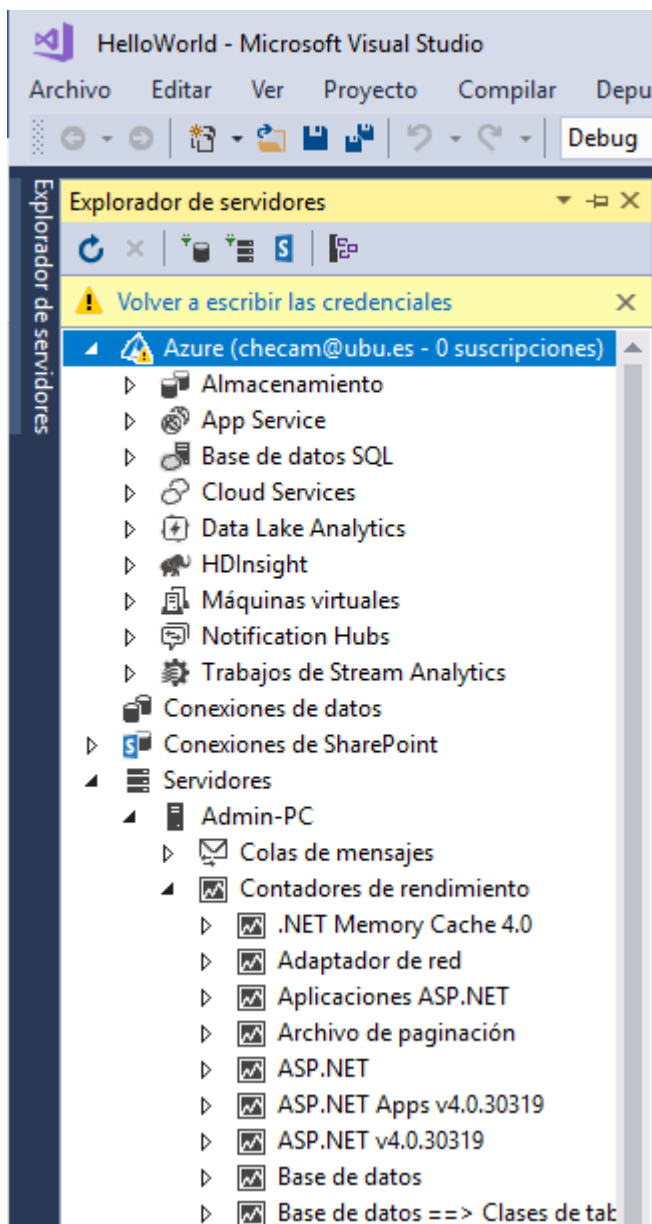 HelloWorld - Microsoft Visual Studio
Archivo Editar Ver Proyecto Compilar Depu
Debug
Explorador de servidores
Explorador de servidores
Volver a escribir las credenciales
Azure (checam@ubu.es - 0 suscripciones)
Almacenamiento
App Service
Base de datos SQL
Cloud Services
Data Lake Analytics
HDInsight
Máquinas virtuales
Notification Hubs
Trabajos de Stream Analytics
Conexiones de datos
Conexiones de SharePoint
Servidores
Admin-PC
Colas de mensajes
Contadores de rendimiento
.NET Memory Cache 4.0
Adaptador de red
Aplicaciones ASP.NET
Archivo de paginación
ASP.NET
ASP.NET Apps v4.0.30319
ASP.NET v4.0.30319
Base de datos
Base de datos ==> Clases de tab